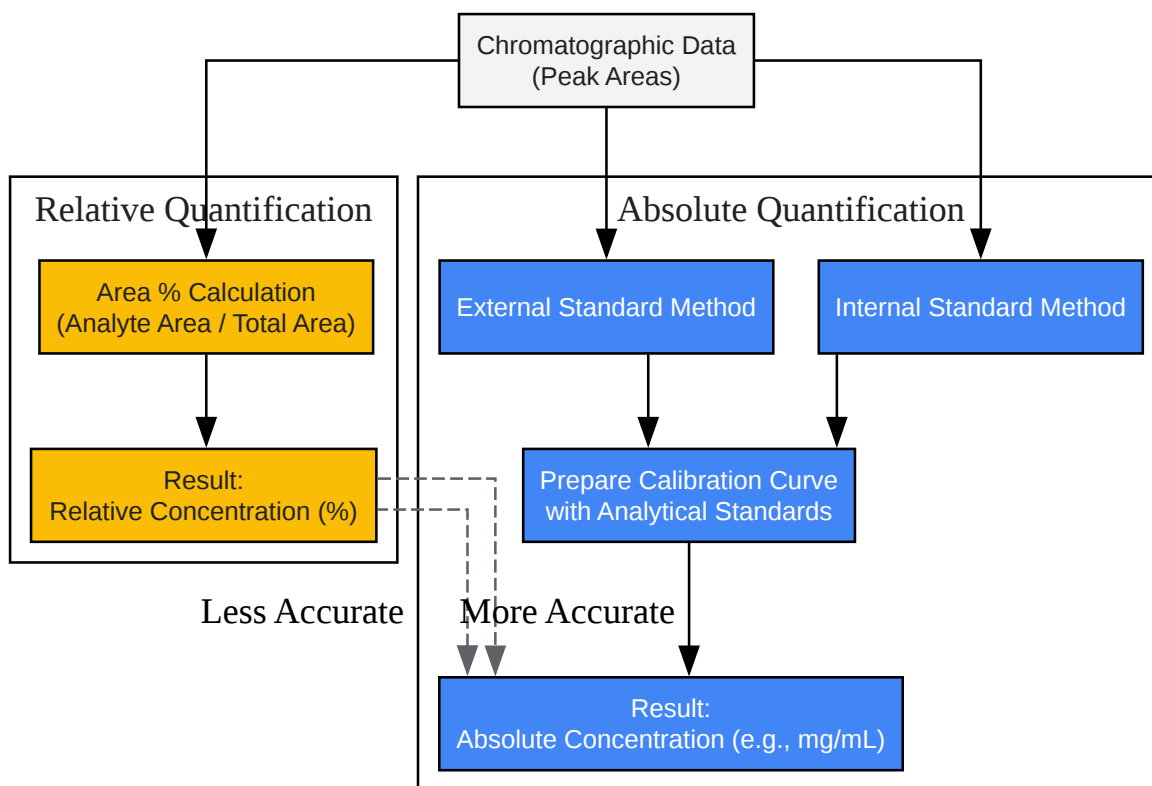 Chromatographic Data
(Peak Areas)
Relative Quantification
Absolute Quantification
Area % Calculation
(Analyte Area / Total Area)
External Standard Method
Internal Standard Method
Result:
Relative Concentration (%)
Prepare Calibration Curve
with Analytical Standards
Less Accurate
More Accurate
Result:
Absolute Concentration (e.g., mg/mL)